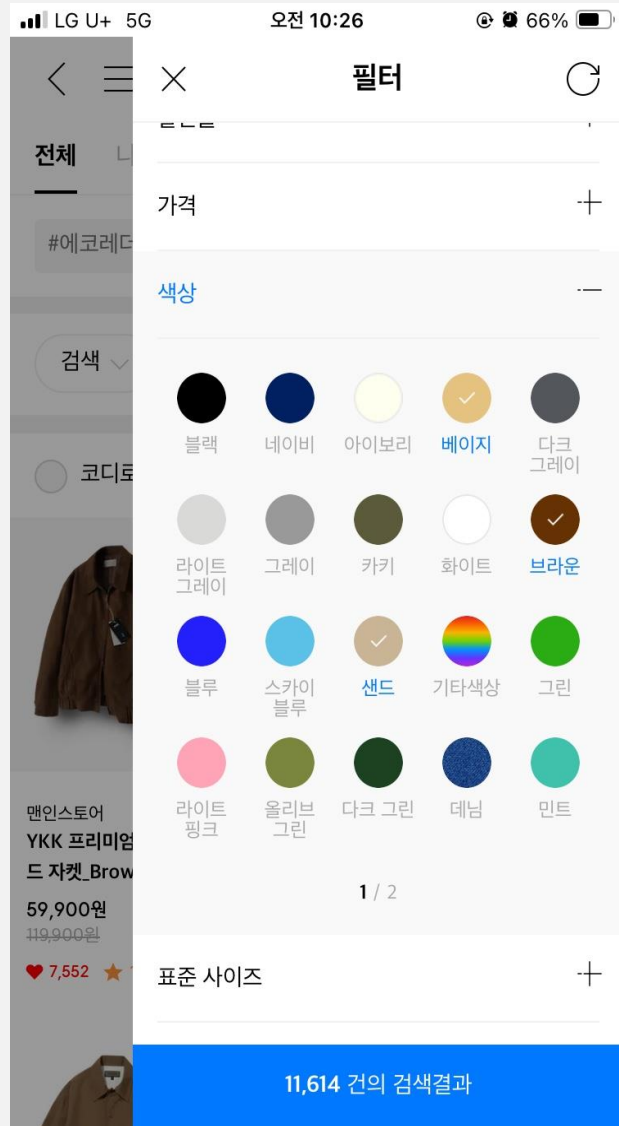 LG U+ 5G 오전 10:26 66%
필터
전체
#에코레더
가격
색상
검색
블랙 네이비 아이보리 베이지 다크
그레이
코디로
라이트 그레이 카키 화이트 브라운
그레이
블루 스카이 샌드 기타색상 그린
블루
라이트 올리브 다크 그린 데님 민트
핑크 그린
맨인스토어
YKK 프리미엄
드 자켓_Brow
59,900원
119,900원
7,552
1 / 2
표준 사이즈
11,614 건의 검색결과